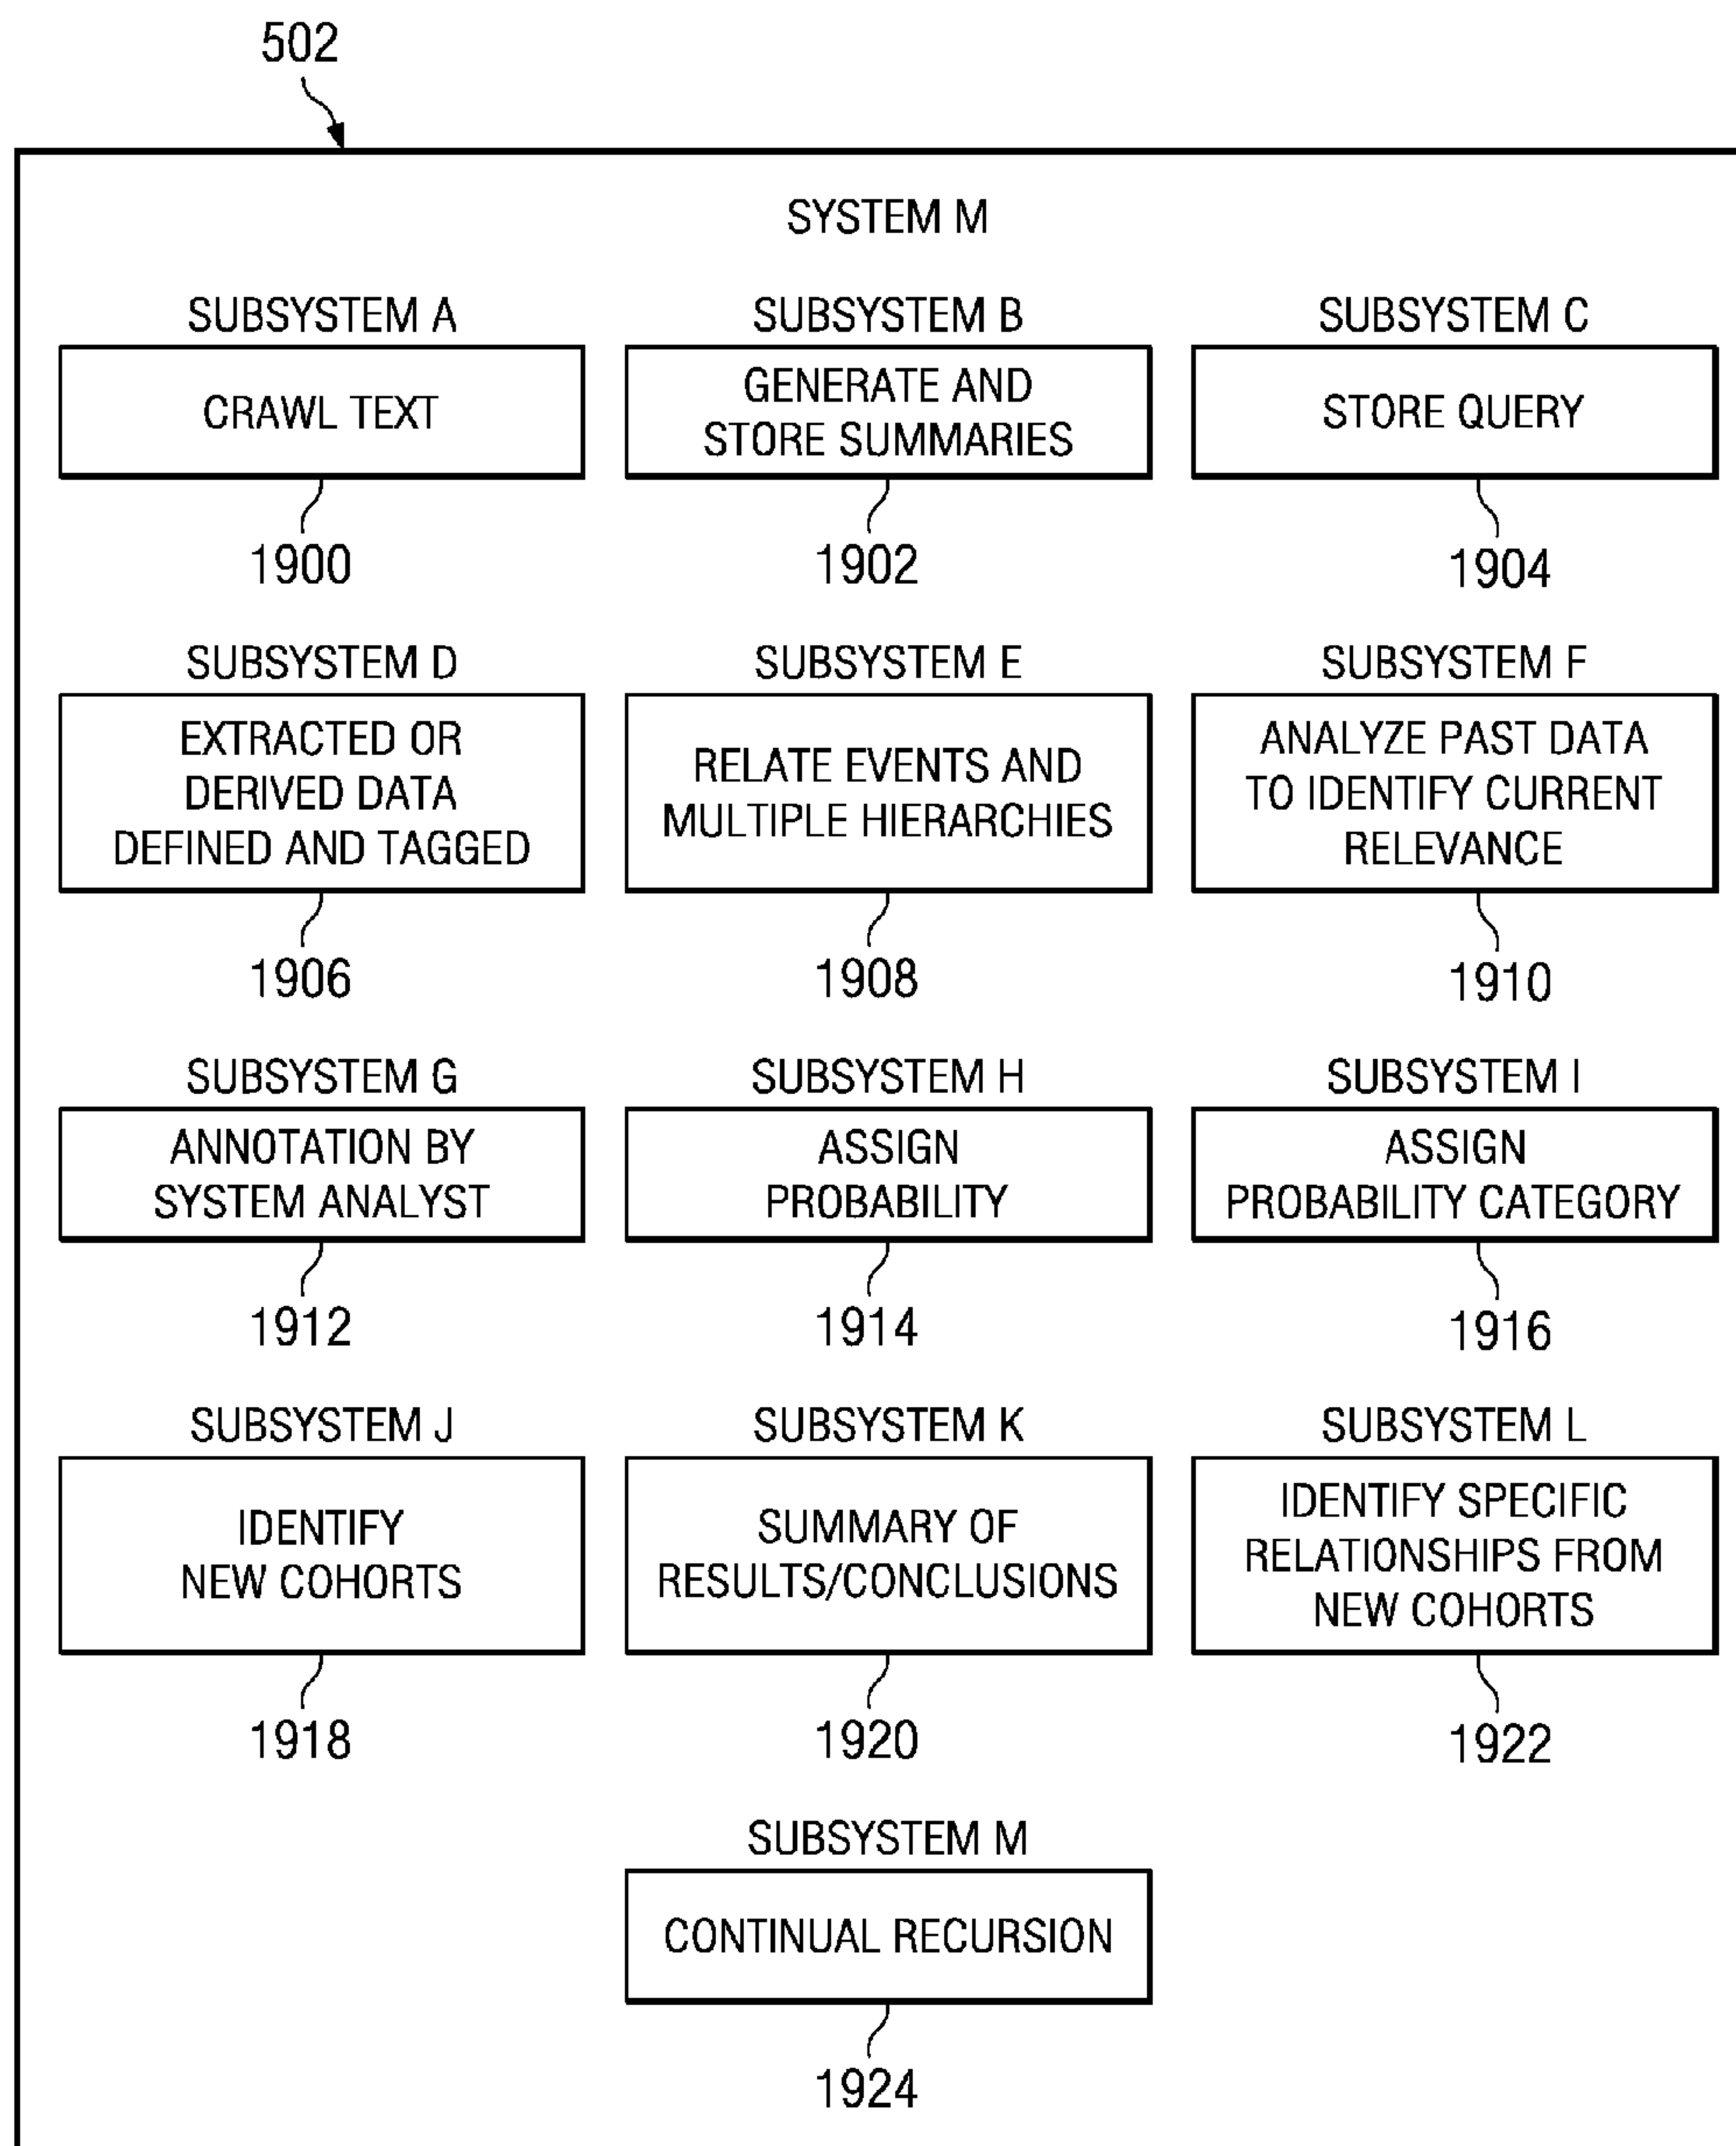 502
SYSTEM M
SUBSYSTEM A
CRAWL TEXT
1900
SUBSYSTEM B
GENERATE AND
STORE SUMMARIES
1902
SUBSYSTEM C
STORE QUERY
1904
SUBSYSTEM D
EXTRACTED OR
DERIVED DATA
DEFINED AND TAGGED
1906
SUBSYSTEM E
RELATE EVENTS AND
MULTIPLE HIERARCHIES
1908
SUBSYSTEM F
ANALYZE PAST DATA
TO IDENTIFY CURRENT
RELEVANCE
1910
SUBSYSTEM G
ANNOTATION BY
SYSTEM ANALYST
1912
SUBSYSTEM H
ASSIGN
PROBABILITY
1914
SUBSYSTEM I
ASSIGN
PROBABILITY CATEGORY
1916
SUBSYSTEM J
IDENTIFY
NEW COHORTS
1918
SUBSYSTEM K
SUMMARY OF
RESULTS/CONCLUSIONS
1920
SUBSYSTEM L
IDENTIFY SPECIFIC
RELATIONSHIPS FROM
NEW COHORTS
1922
SUBSYSTEM M
CONTINUAL RECURSION
1924